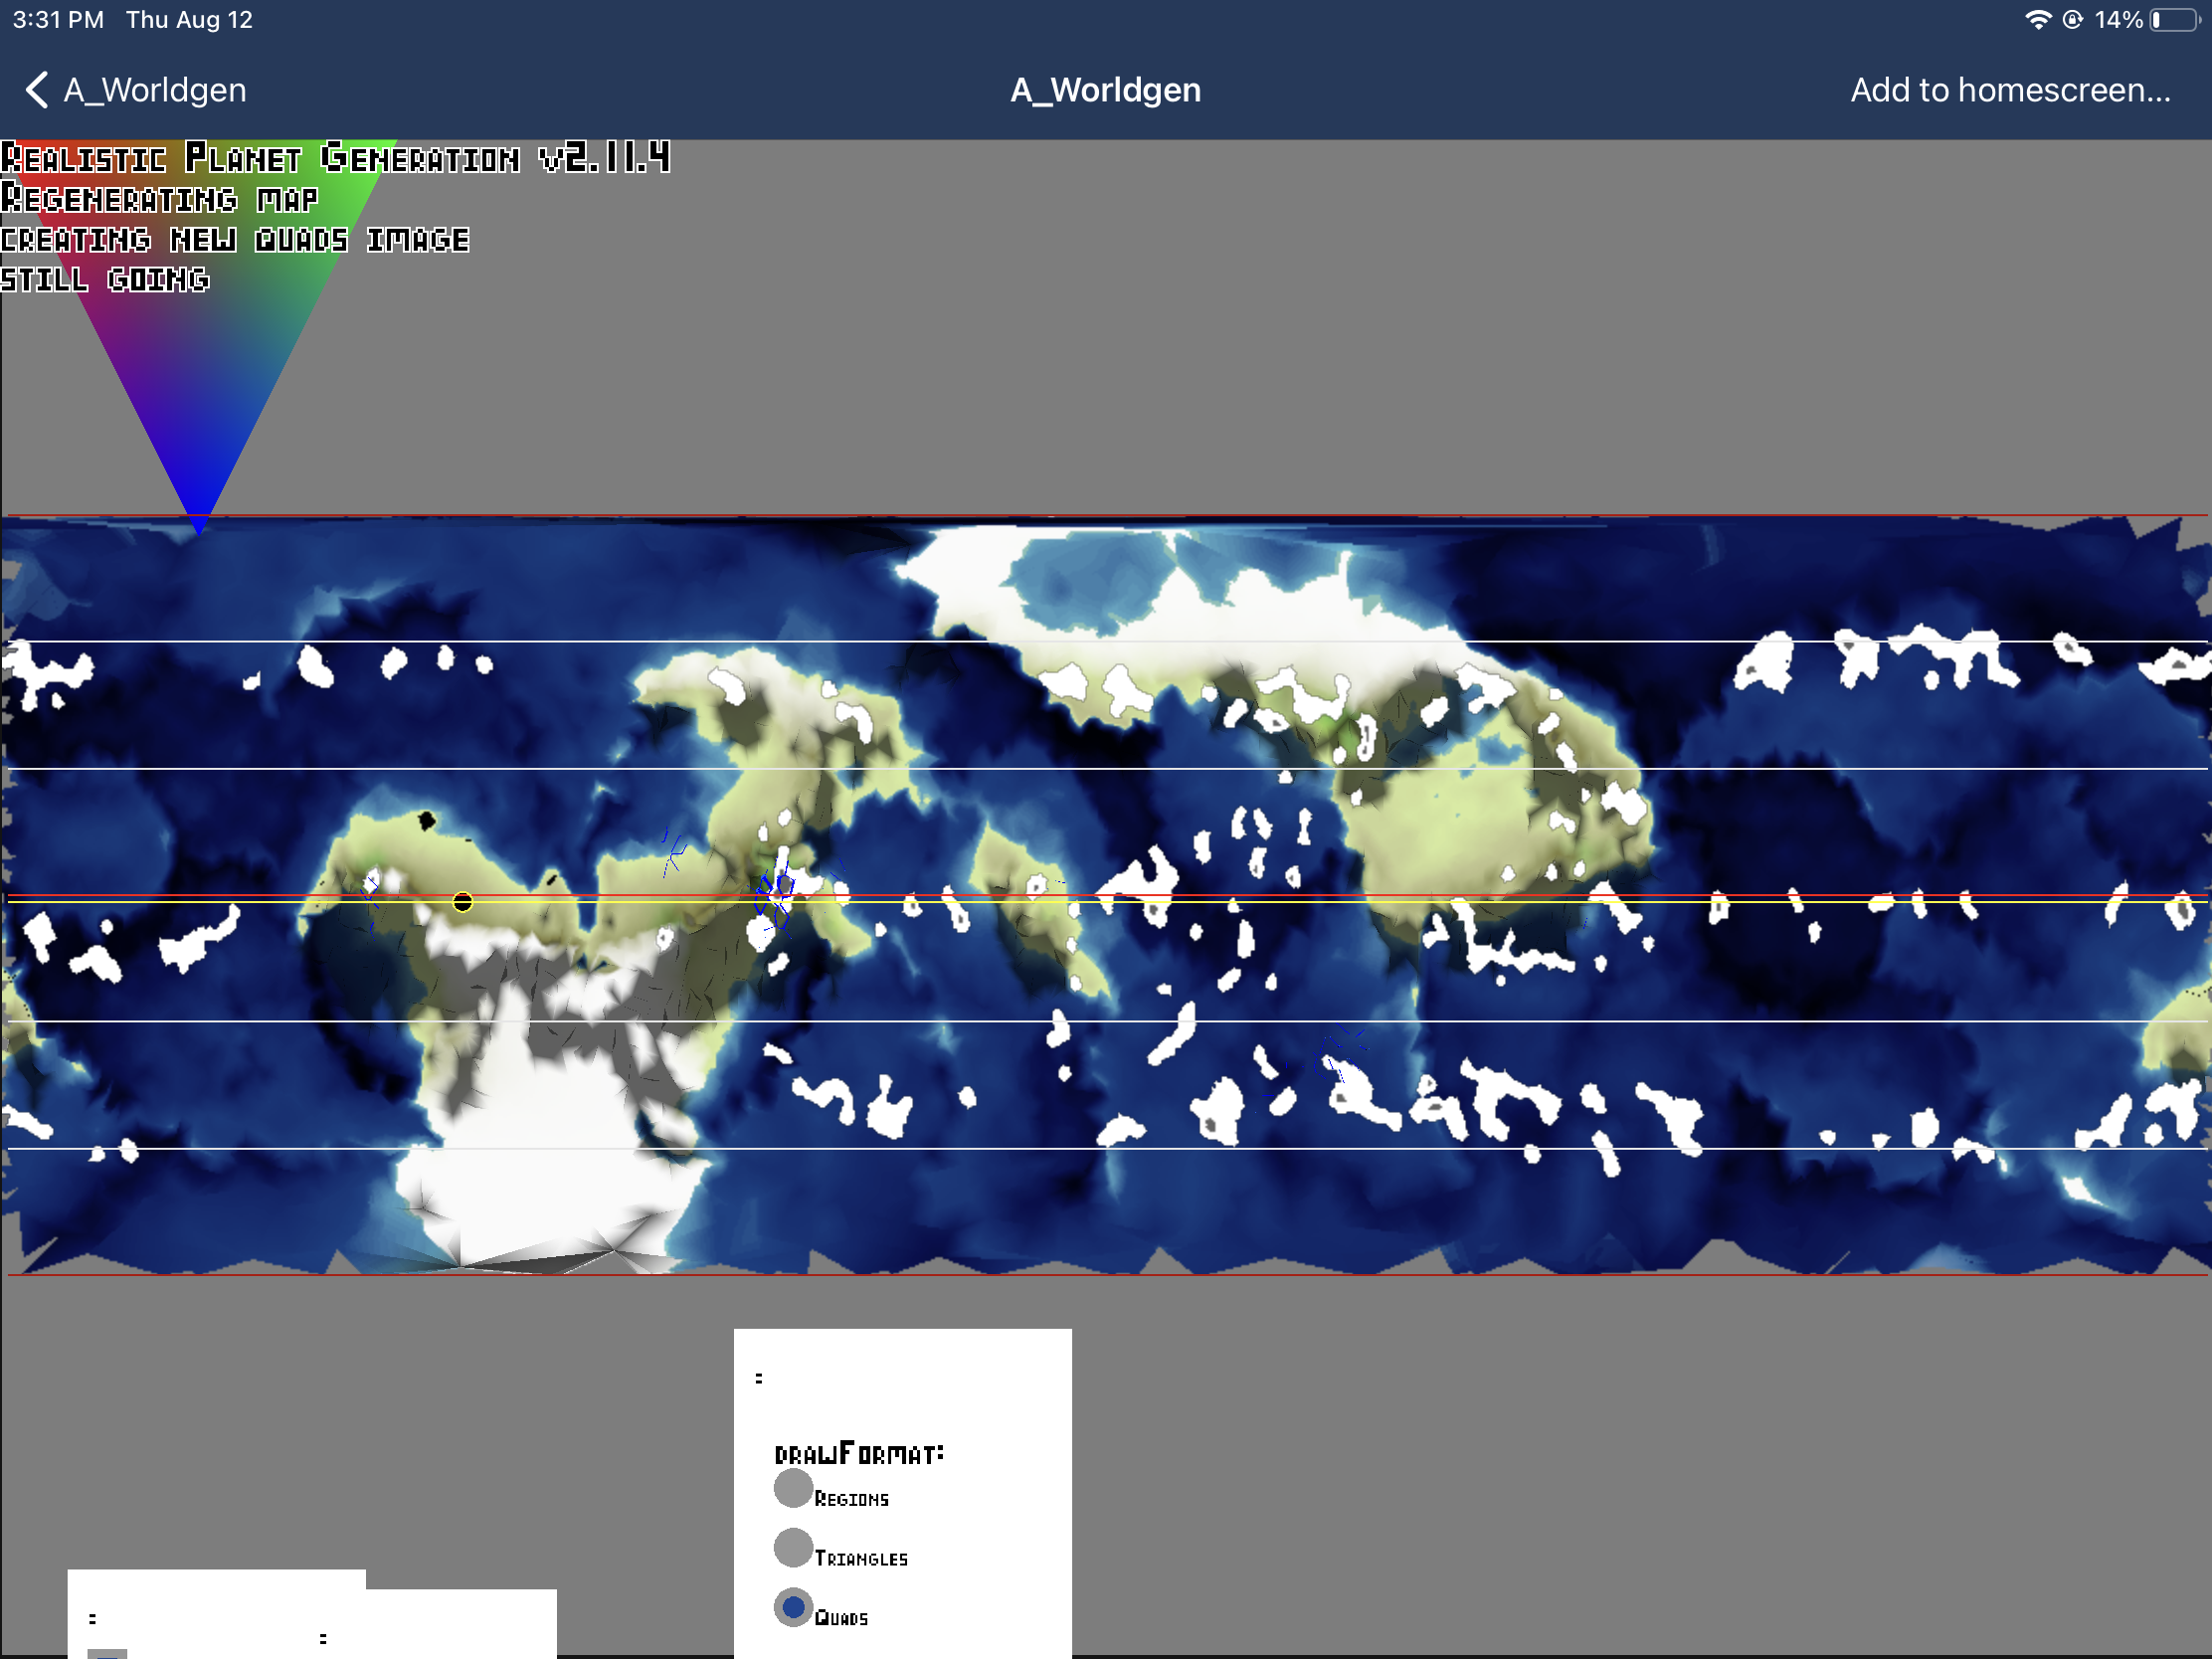 3:31 PM Thu Aug 12
14%
A_Worldgen
A_Worldgen
Add to homescreen...
Realistic Planet Generation v2.11.4
Regenerating map
creating new quads image
still going
=
drawFormat:
Regions
Triangles
Quads
=
=